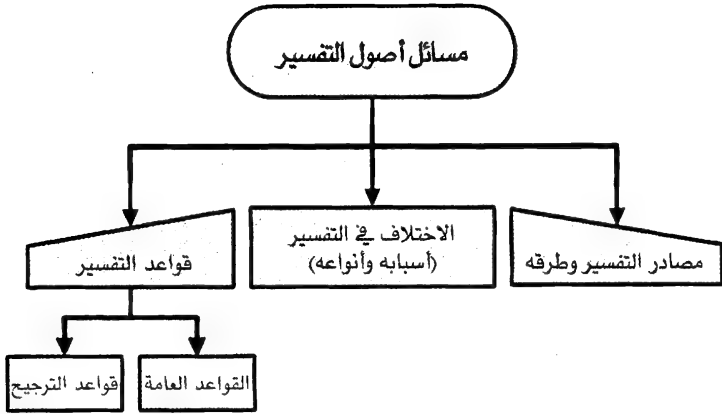 مسائل أصول التفسير
مصادر التفسير وطرقه
الاختلاف في التفسير
(أسبابه وأنواعه)
قواعد التفسير
القواعد العامة
قواعد الترجيح